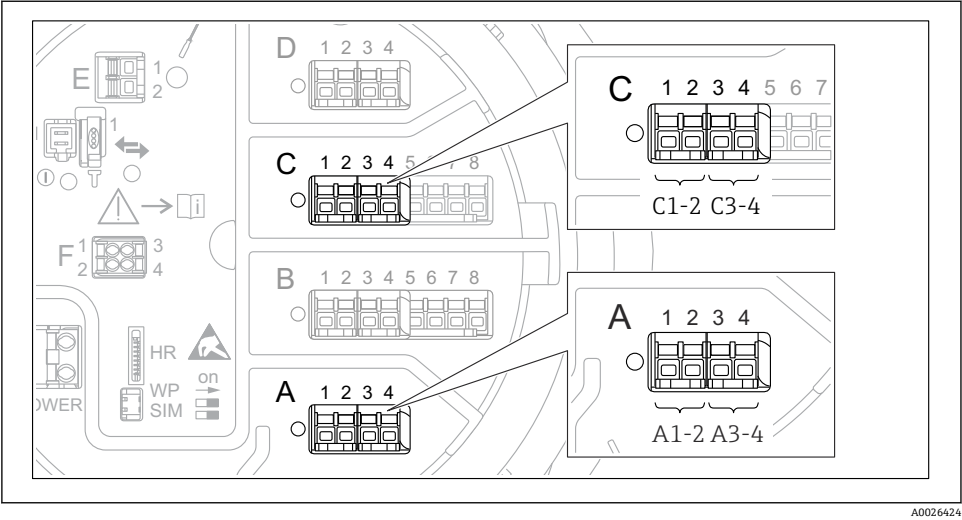 D 1 2 3 4
E 1
2
1
C 1 2 3 4 5 6 7 8
i
F 1 3
2 4
B 1 2 3 4 5 6 7 8
HR
on
WP
SIM
OWER
A 1 2 3 4
C 1 2 3 4 5 6 7
C1-2 C3-4
A 1 2 3 4
A1-2 A3-4
A0026424